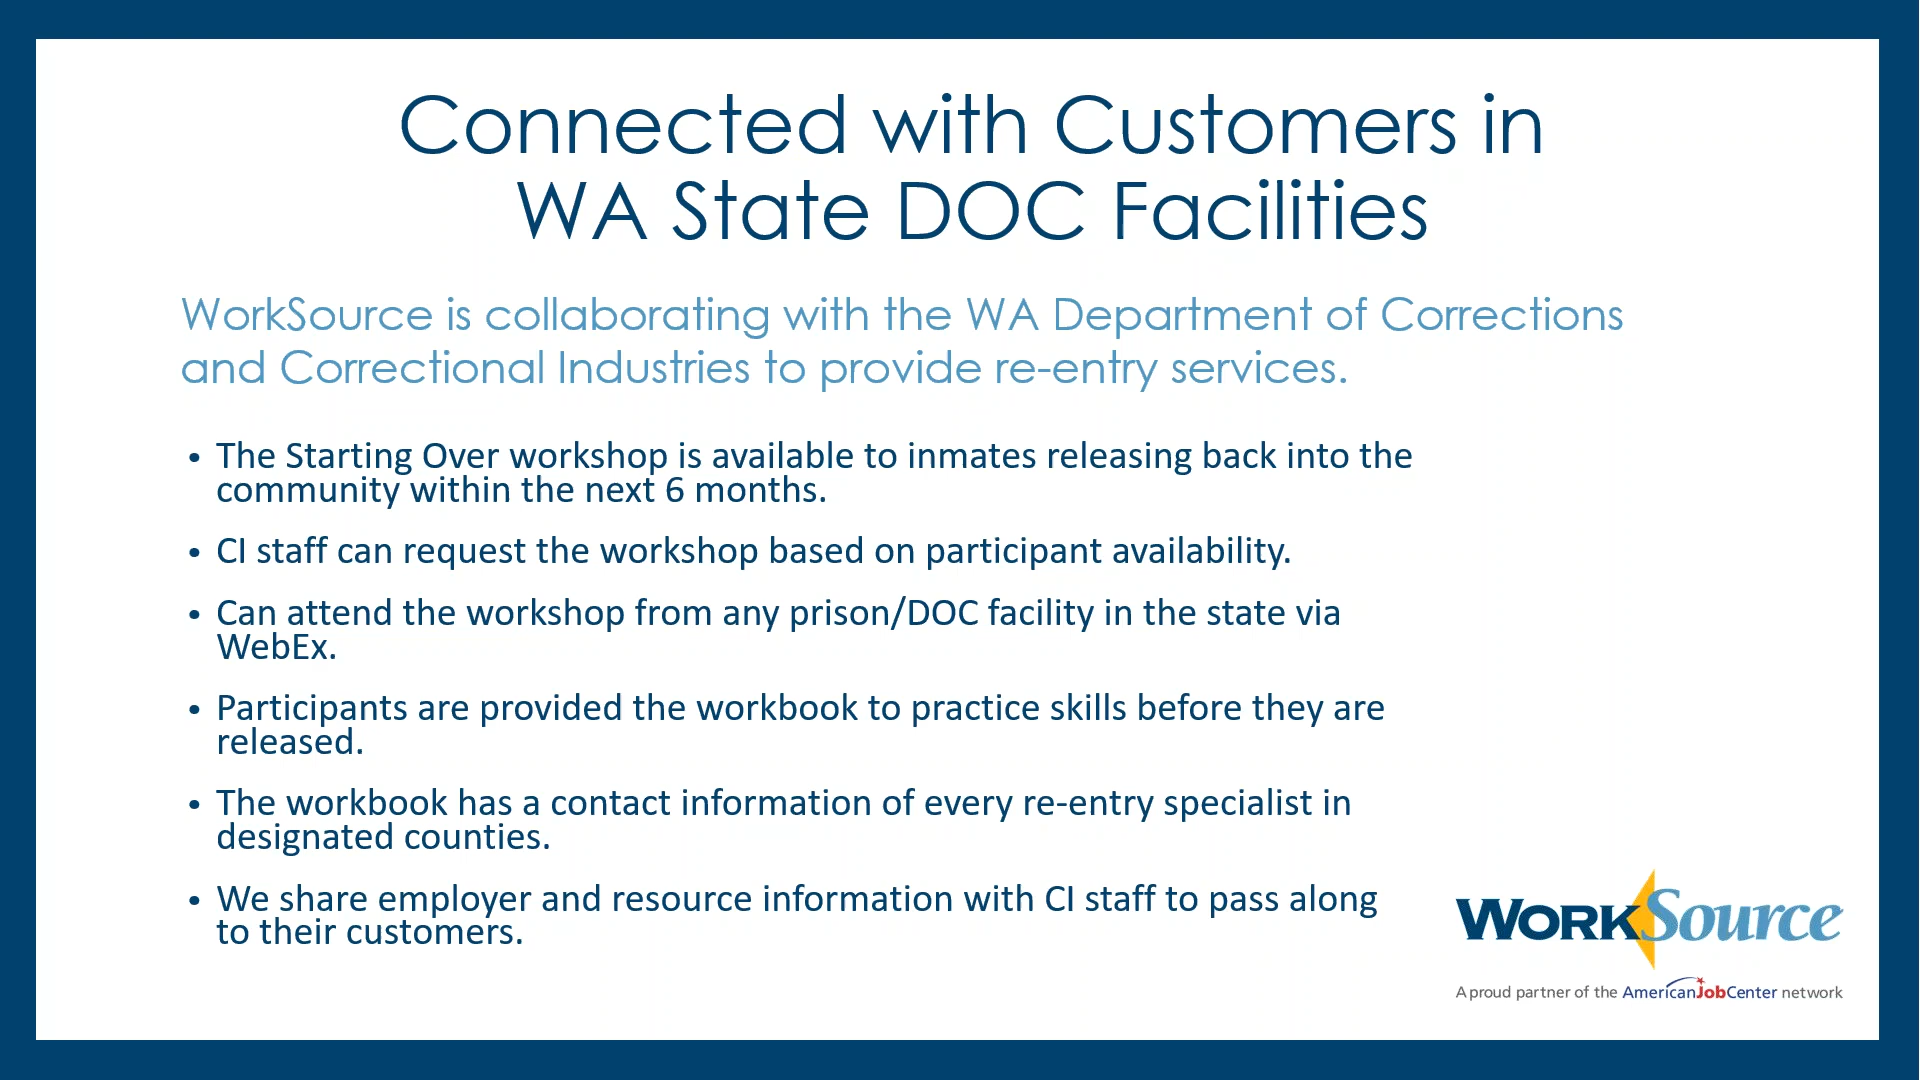 Connected with Customers in
WA State DOC Facilities
WorkSource is collaborating with the WA Department of Corrections
and Correctional Industries to provide re-entry services.
• The Starting Over workshop is available to inmates releasing back into the
community within the next 6 months.
• CI staff can request the workshop based on participant availability.
• Can attend the workshop from any prison/DOC facility in the state via
WebEx.
• Participants are provided the workbook to practice skills before they are
released.
• The workbook has a contact information of every re-entry specialist in
designated counties.
• We share employer and resource information with CI staff to pass along
to their customers.
WorkSource
A proud partner of the AmericanJobCenter network